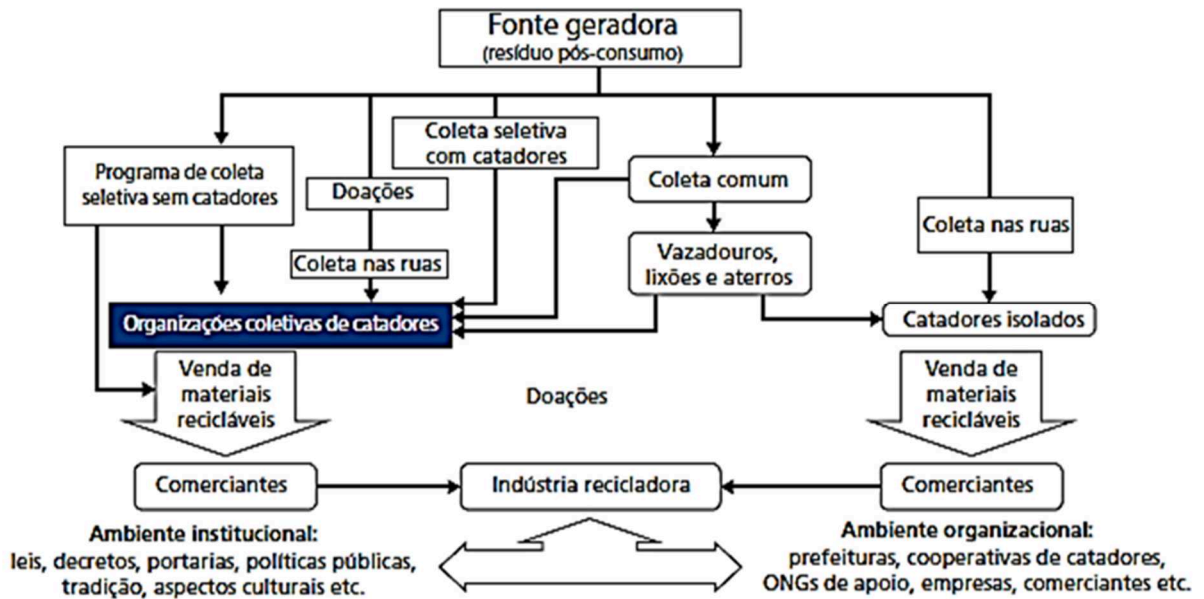 Fonte geradora
(resíduo pós-consumo)
Programa de coleta
seletiva sem catadores
Doações
Coleta nas ruas
Coleta seletiva
com catadores
Coleta comum
Vazadouros,
lixões e aterros
Coleta nas ruas
Organizações coletivas de catadores
Catadores isolados
Venda de
materiais
recicláveis
Doações
Venda de
materiais
recicláveis
Comerciantes
Indústria recicladora
Comerciantes
Ambiente institucional:
leis, decretos, portarias, políticas públicas,
tradição, aspectos culturais etc.
Ambiente organizacional:
prefeituras, cooperativas de catadores,
ONGs de apoio, empresas, comerciantes etc.